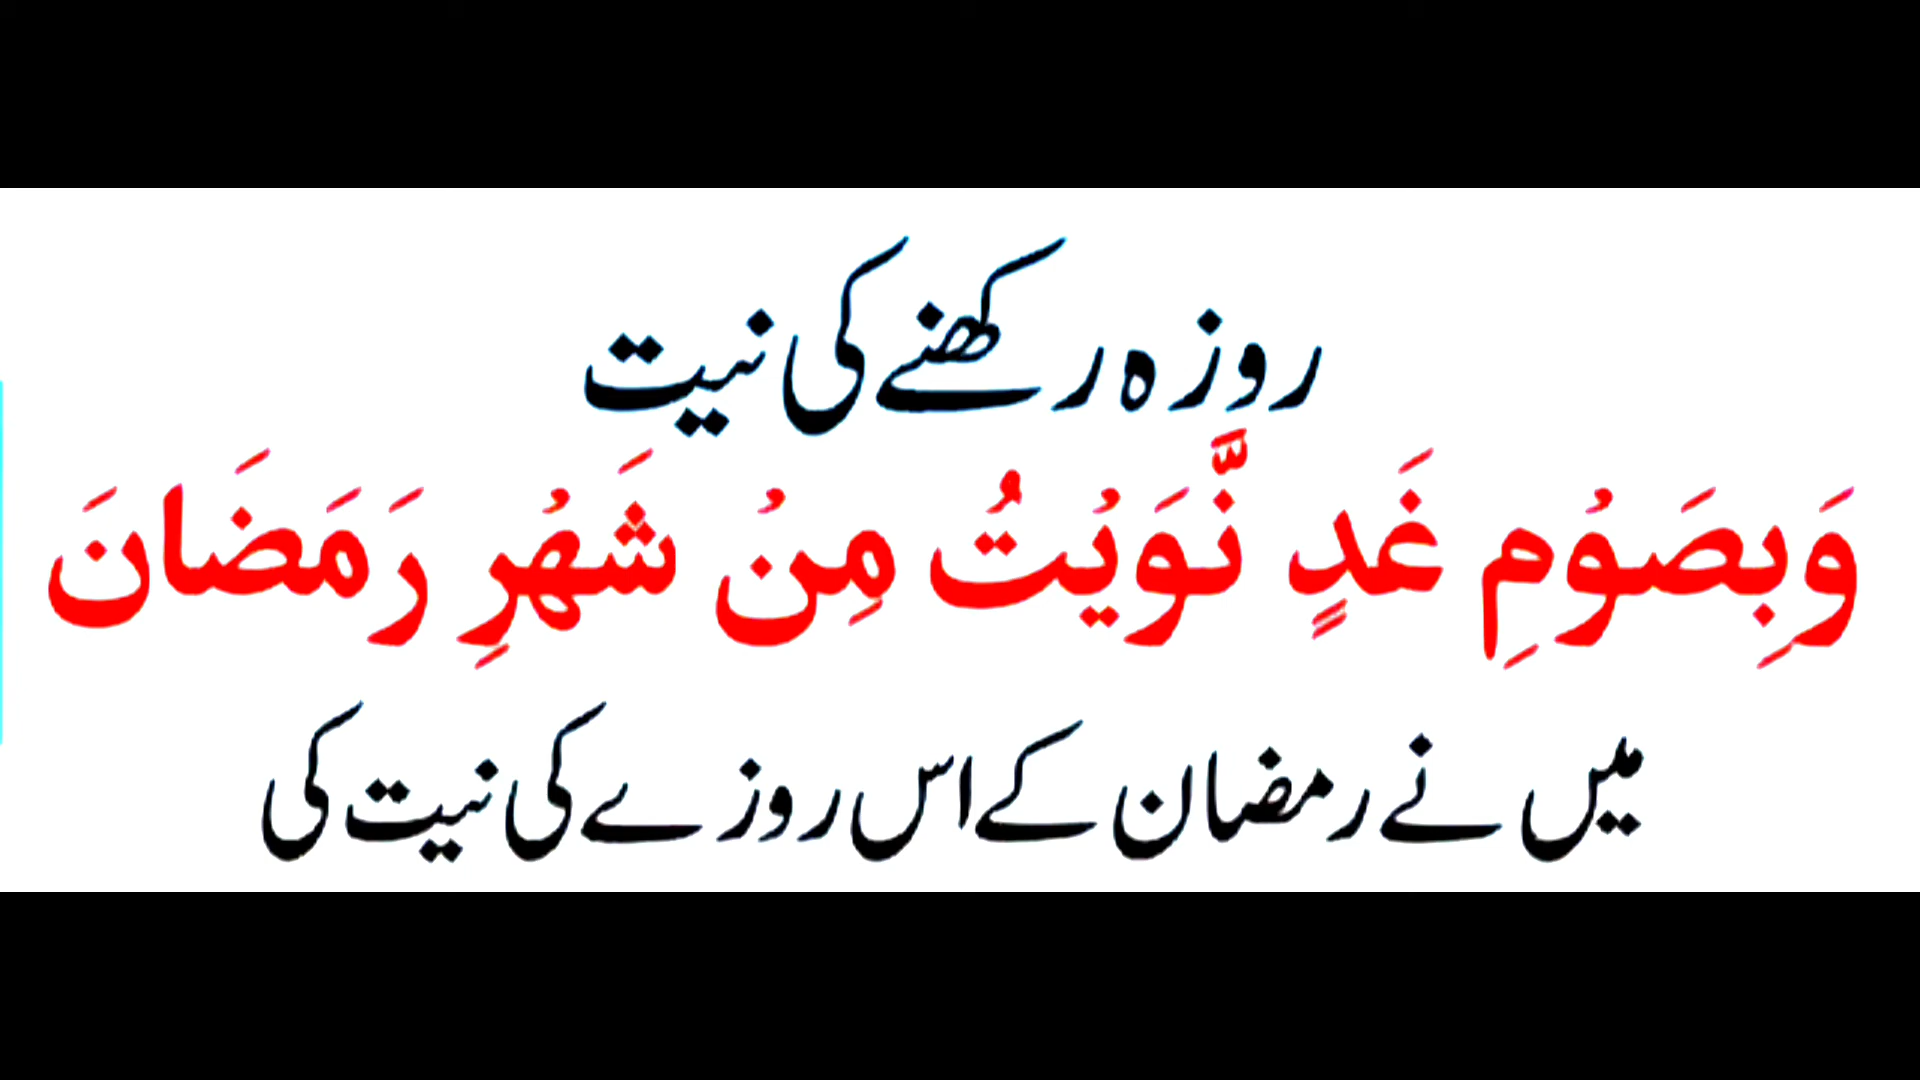 روزہ رکھنے کی نیت
وَبِصَوْمِ غَدٍ نَّوَيْتُ مِنْ شَهْرِ رَمَضَانَ
میں نے رمضان کے اس روزے کی نیت کی